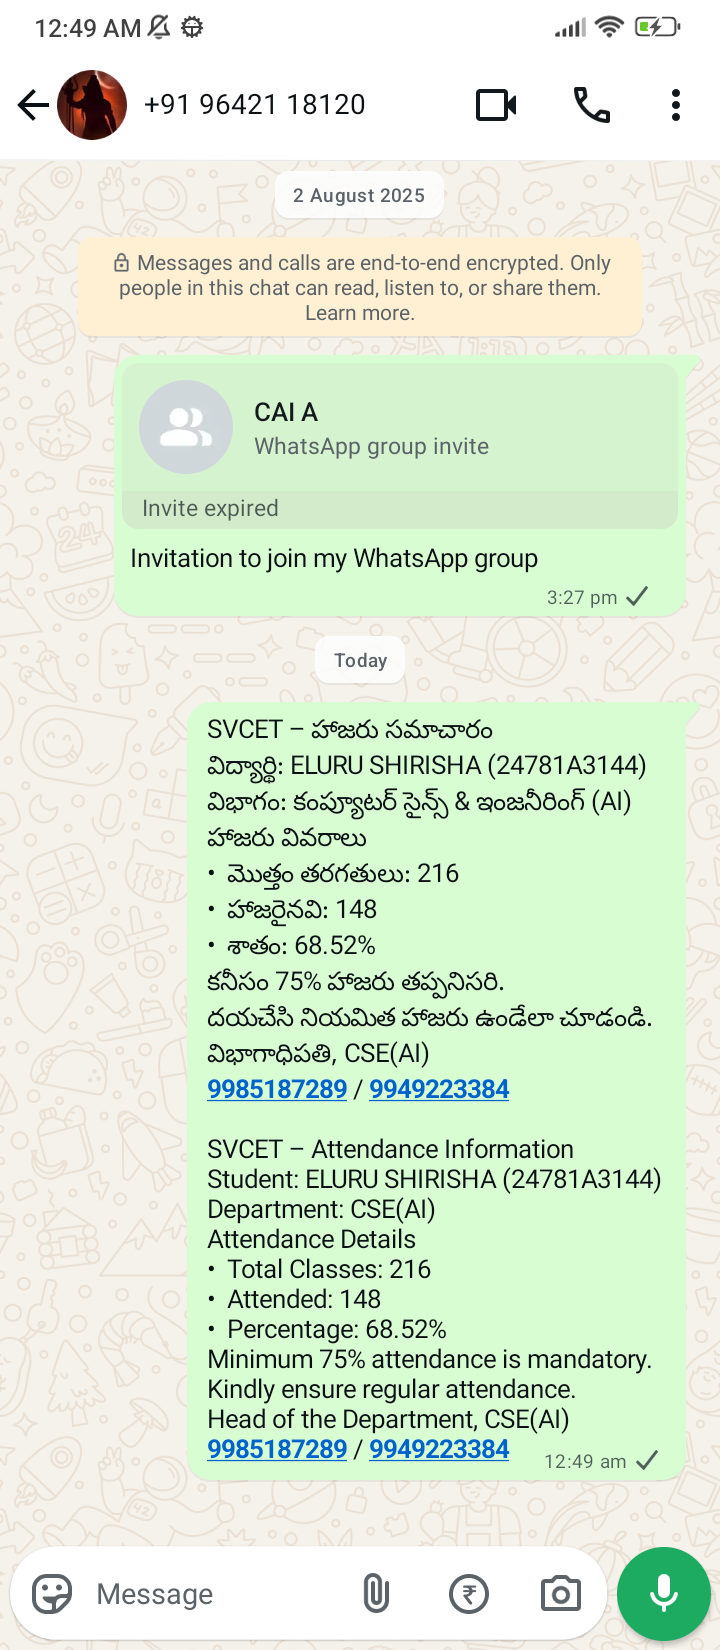 12:49 AM
+91 96421 18120
2 August 2025
Messages and calls are end-to-end encrypted. Only
people in this chat can read, listen to, or share them.
Learn more.
CAI A
WhatsApp group invite
Invite expired
Invitation to join my WhatsApp group
3:27 pm
Today
SVCET – హాజరు సమాచారం
విద్యార్థి: ELURU SHIRISHA (24781A3144)
విభాగం: కంప్యూటర్ సైన్స్ & ఇంజనీరింగ్ (AI)
హాజరు వివరాలు
• మొత్తం తరగతులు: 216
• హాజరైనవి: 148
• శాతం: 68.52%
కనీసం 75% హాజరు తప్పనిసరి.
దయచేసి నియమిత హాజరు ఉండేలా చూడండి.
విభాగాధిపతి, CSE(AI)
9985187289 / 9949223384
SVCET – Attendance Information
Student: ELURU SHIRISHA (24781A3144)
Department: CSE(AI)
Attendance Details
• Total Classes: 216
• Attended: 148
• Percentage: 68.52%
Minimum 75% attendance is mandatory.
Kindly ensure regular attendance.
Head of the Department, CSE(AI)
9985187289 / 9949223384
12:49 am
Message